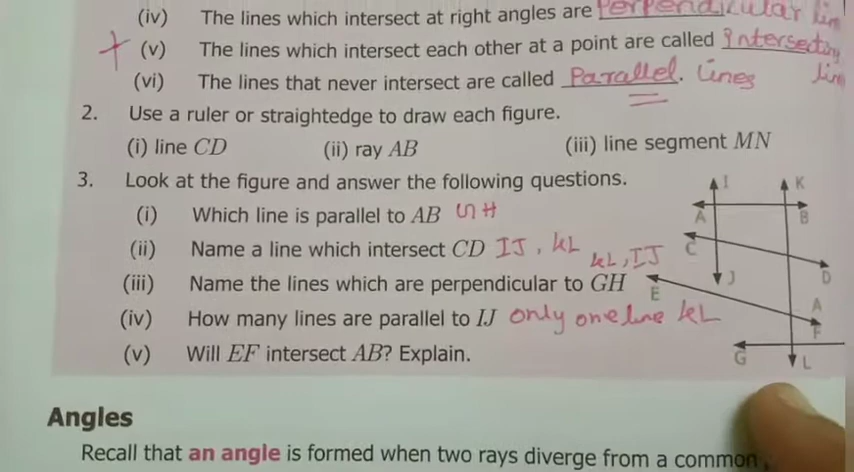 (iv) The lines which intersect at right angles are Perpendicular
(v) The lines which intersect each other at a point are called Intersecting
(vi) The lines that never intersect are called Parallel. Lines
2. Use a ruler or straightedge to draw each figure.
(i) line CD (ii) ray AB (iii) line segment MN
3. Look at the figure and answer the following questions.
(i) Which line is parallel to AB GH
(ii) Name a line which intersect CD IJ, KL
(iii) Name the lines which are perpendicular to GH KL, IJ
(iv) How many lines are parallel to IJ only one line KL
(v) Will EF intersect AB? Explain.
I K
A B
C
J D
E A
F
G L
Angles
Recall that an angle is formed when two rays diverge from a common